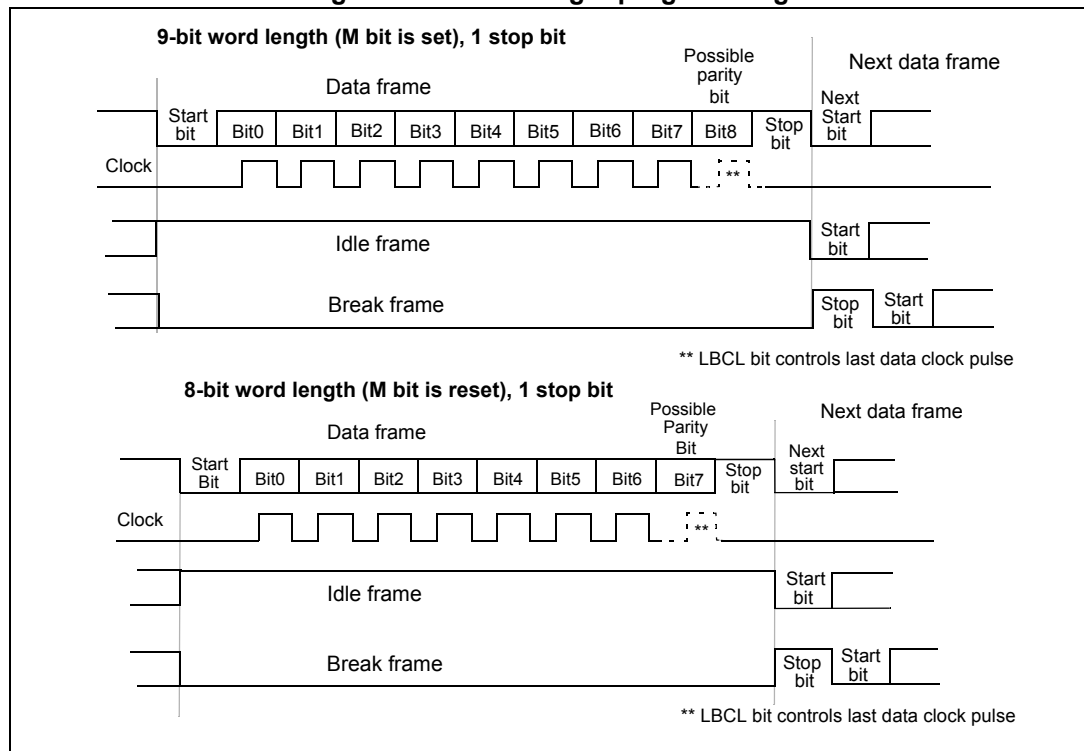 9-bit word length (M bit is set), 1 stop bit
Possible
parity
bit
Next data frame
Data frame
Start
bit
Bit0
Bit1
Bit2
Bit3
Bit4
Bit5
Bit6
Bit7
Bit8
Stop
bit
Next
Start
bit
Clock
**
Idle frame
Start
bit
Break frame
Stop
bit
Start
bit
** LBCL bit controls last data clock pulse
8-bit word length (M bit is reset), 1 stop bit
Possible
Parity
Bit
Next data frame
Data frame
Start
Bit
Bit0
Bit1
Bit2
Bit3
Bit4
Bit5
Bit6
Bit7
Stop
bit
Next
start
bit
Clock
**
Idle frame
Start
bit
Break frame
Stop
bit
Start
bit
** LBCL bit controls last data clock pulse